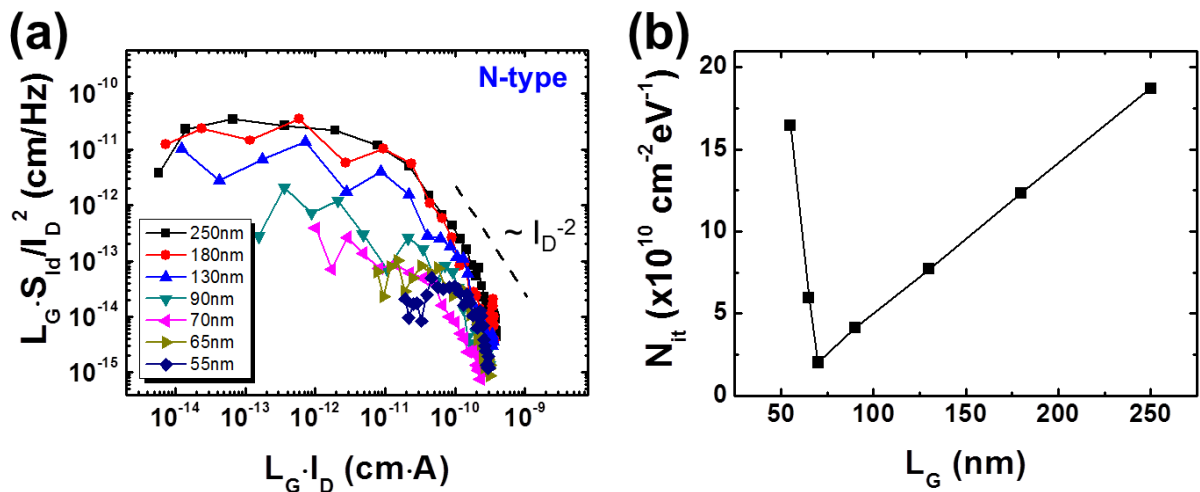 (a)
N-type
L_G·S_Id/I_D^2 (cm/Hz)
10^-10
10^-11
10^-12
10^-13
10^-14
10^-15
~ I_D^-2
250nm
180nm
130nm
90nm
70nm
65nm
55nm
10^-14 10^-13 10^-12 10^-11 10^-10 10^-9
L_G·I_D (cm·A)
(b)
N_it (x10^10 cm^-2eV^-1)
20
15
10
5
0
50 100 150 200 250
L_G (nm)